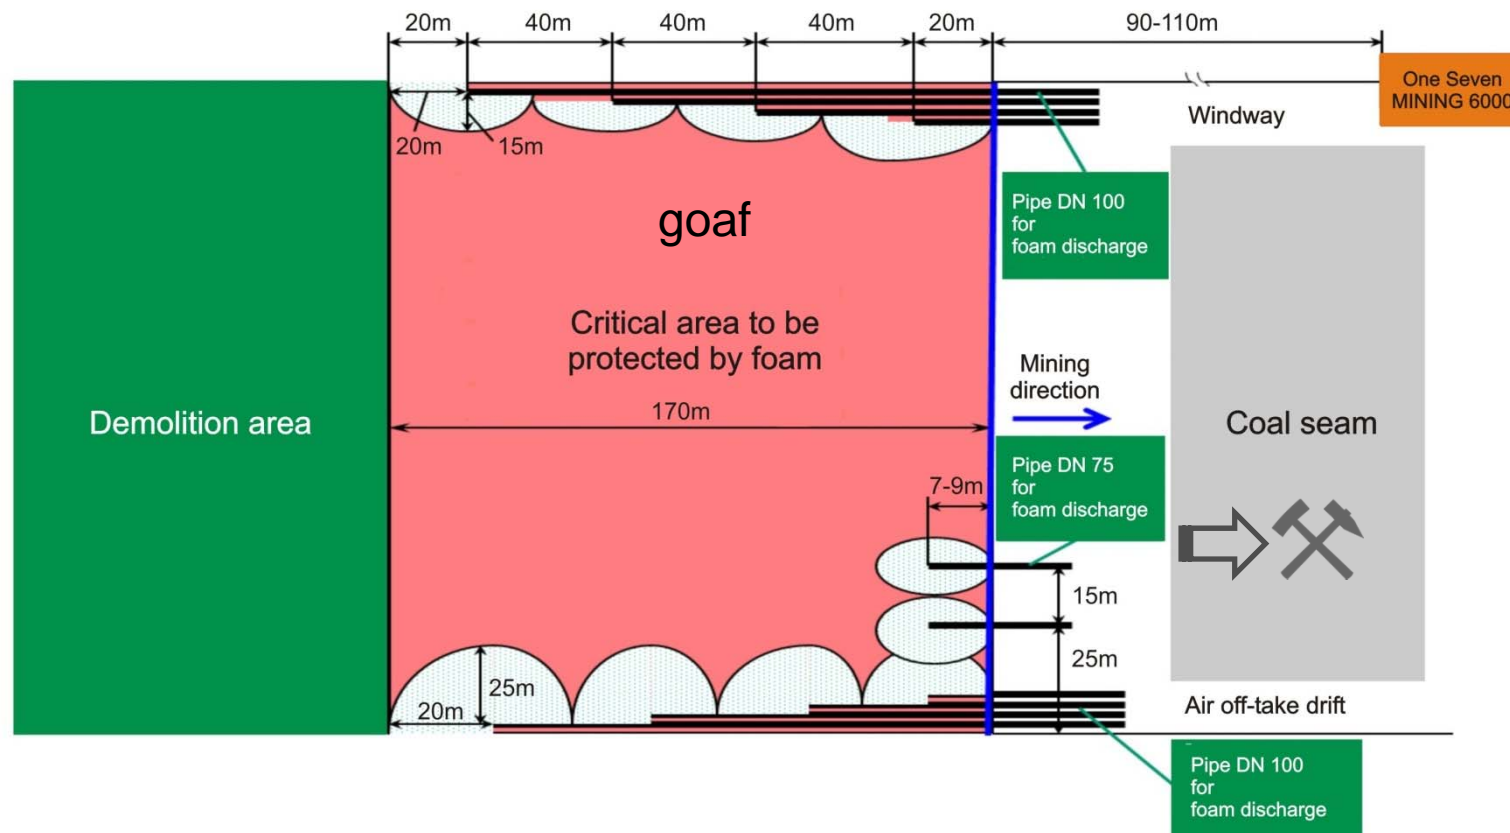 20m
40m
40m
40m
20m
90-110m
One Seven
MINING 6000
20m
15m
Windway
Pipe DN 100
for
foam discharge
goaf
Critical area to be
protected by foam
Mining
direction
170m
Demolition area
Coal seam
Pipe DN 75
for
foam discharge
7-9m
15m
25m
25m
20m
Air off-take drift
Pipe DN 100
for
foam discharge